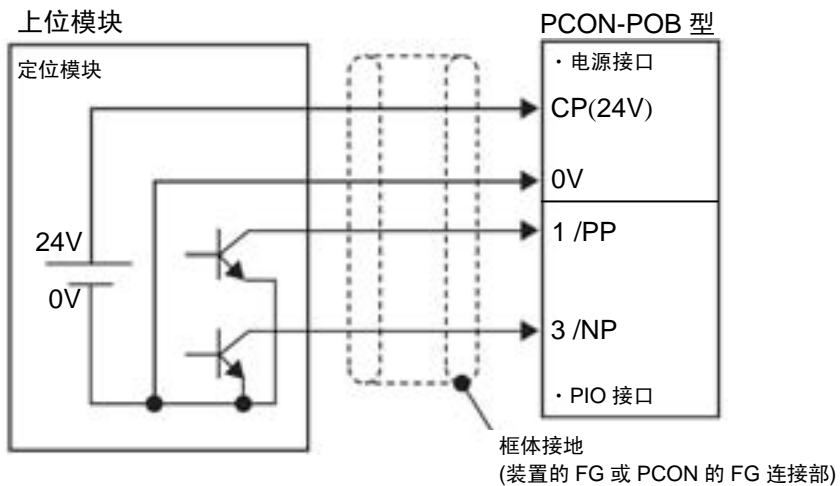 上位模块
定位模块
24V
0V
PCON-POB 型
・电源接口
CP(24V)
0V
1 /PP
3 /NP
・PIO 接口
框体接地
(装置的 FG 或 PCON 的 FG 连接部)